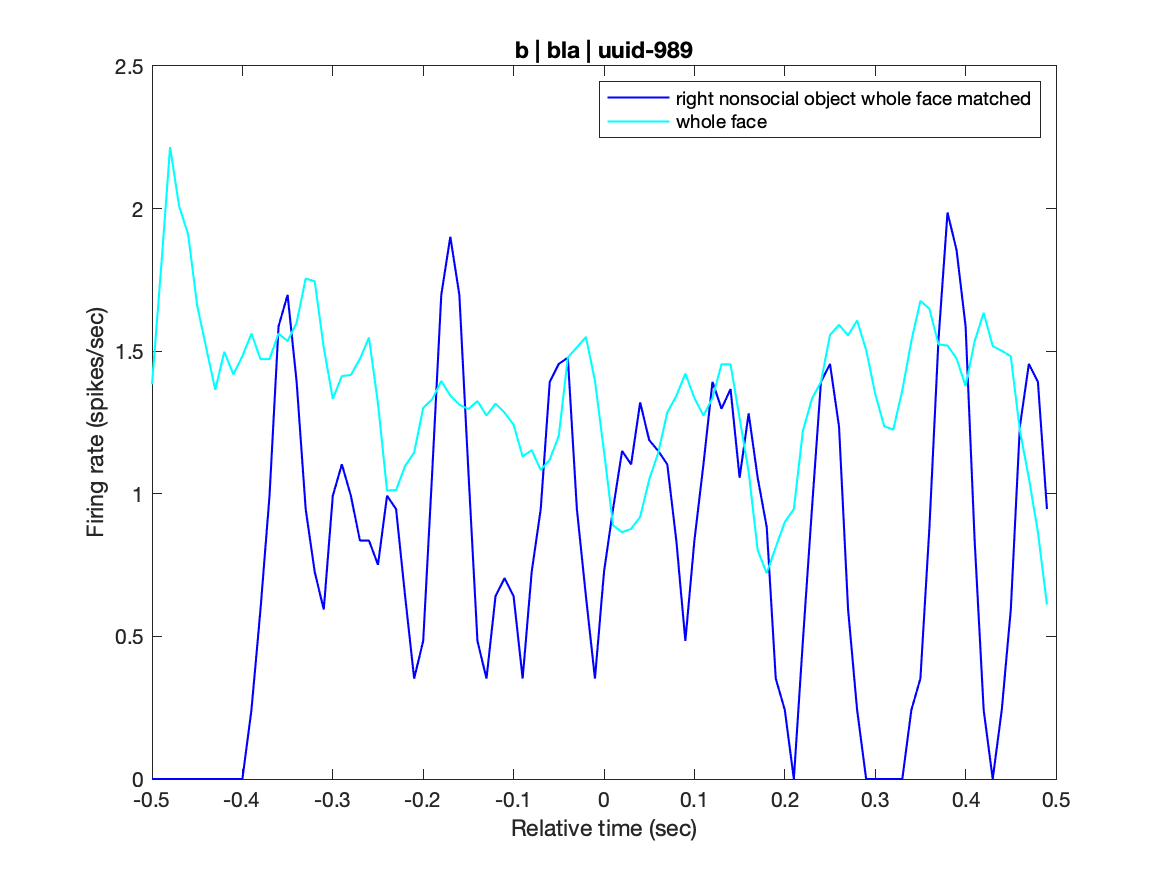 b | bla | uuid-989
right nonsocial object whole face matched
whole face
2.5
2
1.5
1
0.5
0
Firing rate (spikes/sec)
-0.5 -0.4 -0.3 -0.2 -0.1 0 0.1 0.2 0.3 0.4 0.5
Relative time (sec)